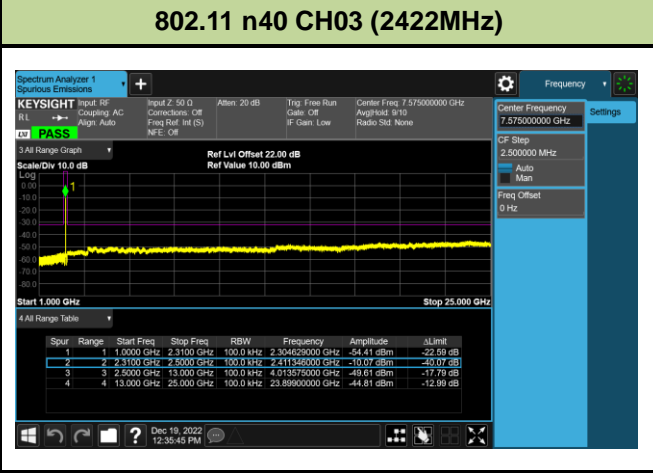 802.11 n40 CH03 (2422MHz)
Spectrum Analyzer 1
Spurious Emissions
Frequency
KEYSIGHT Input: RF Input Z: 50 Ω Atten: 20 dB Trig: Free Run Center Freq: 7.575000000 GHz
RL Coupling: AC Corrections: Off Gate: Off Avg|Hold: 9/10
Align: Auto Freq Ref: Int (S) IF Gain: Low Radio Std: None
PASS NFE: Off
Center Frequency
7.575000000 GHz
Settings
CF Step
2.500000 MHz
Auto
Man
Freq Offset
0 Hz
3 All Range Graph
Ref Lvl Offset 22.00 dB
Scale/Div 10.0 dB Ref Value 10.00 dBm
Log
1
0.00
-10.0
-20.0
-30.0
-40.0
-50.0
-60.0
-70.0
-80.0
Start 1.000 GHz Stop 25.000 GHz
4 All Range Table
Spur Range Start Freq Stop Freq RBW Frequency Amplitude ΔLimit
1 1 1.0000 GHz 2.3100 GHz 100.0 kHz 2.304629000 GHz -54.41 dBm -22.59 dB
2 2 2.3100 GHz 2.5000 GHz 100.0 kHz 2.411346000 GHz -10.07 dBm -40.07 dB
3 3 2.5000 GHz 13.000 GHz 100.0 kHz 4.013575000 GHz -49.61 dBm -17.79 dB
4 4 13.000 GHz 25.000 GHz 100.0 kHz 23.89900000 GHz -44.81 dBm -12.99 dB
Dec 19, 2022
12:35:45 PM